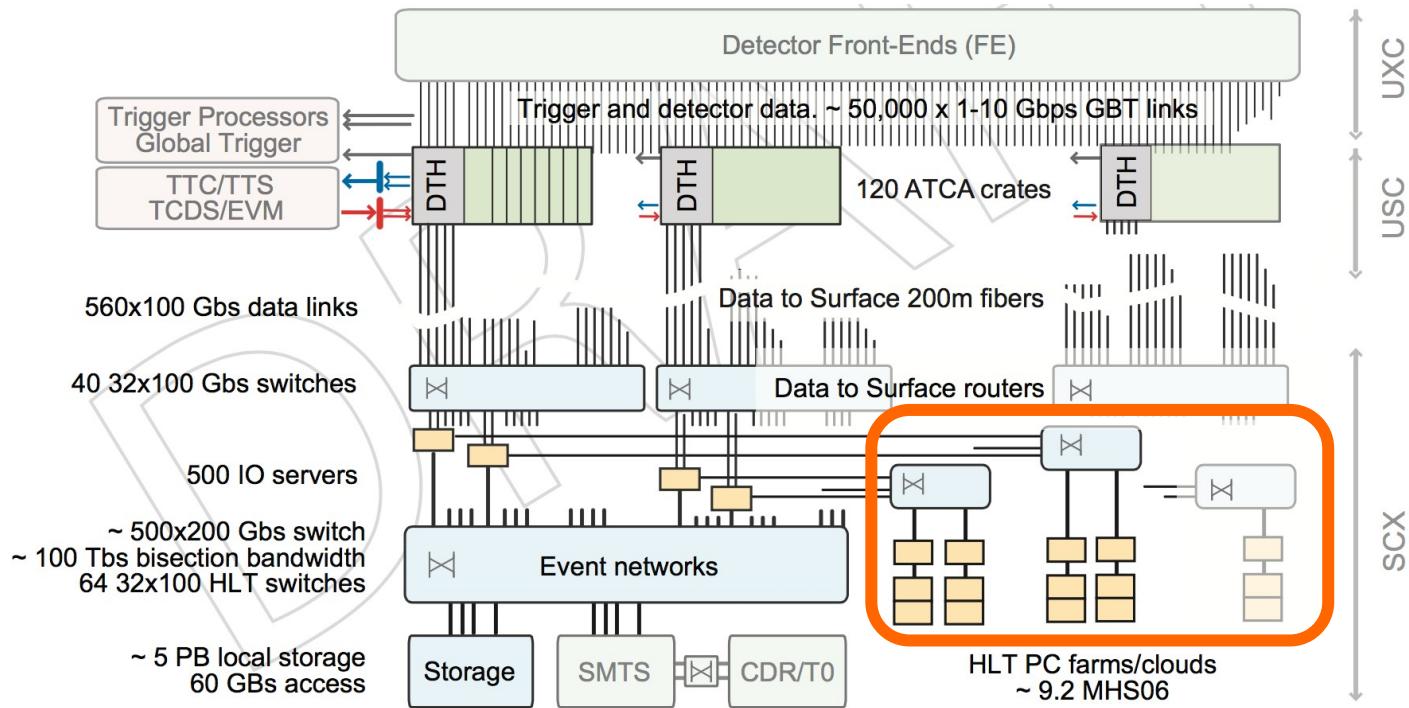 Detector Front-Ends (FE)
UXC
Trigger and detector data. ~ 50,000 x 1-10 Gbps GBT links
Trigger Processors
Global Trigger
TTC/TTS
TCDS/EVM
DTH
DTH
120 ATCA crates
DTH
USC
560x100 Gbs data links
Data to Surface 200m fibers
40 32x100 Gbs switches
Data to Surface routers
500 IO servers
~ 500x200 Gbs switch
~ 100 Tbs bisection bandwidth
64 32x100 HLT switches
Event networks
SCX
~ 5 PB local storage
60 GBs access
Storage
SMTS
CDR/T0
HLT PC farms/clouds
~ 9.2 MHS06
DRAFT